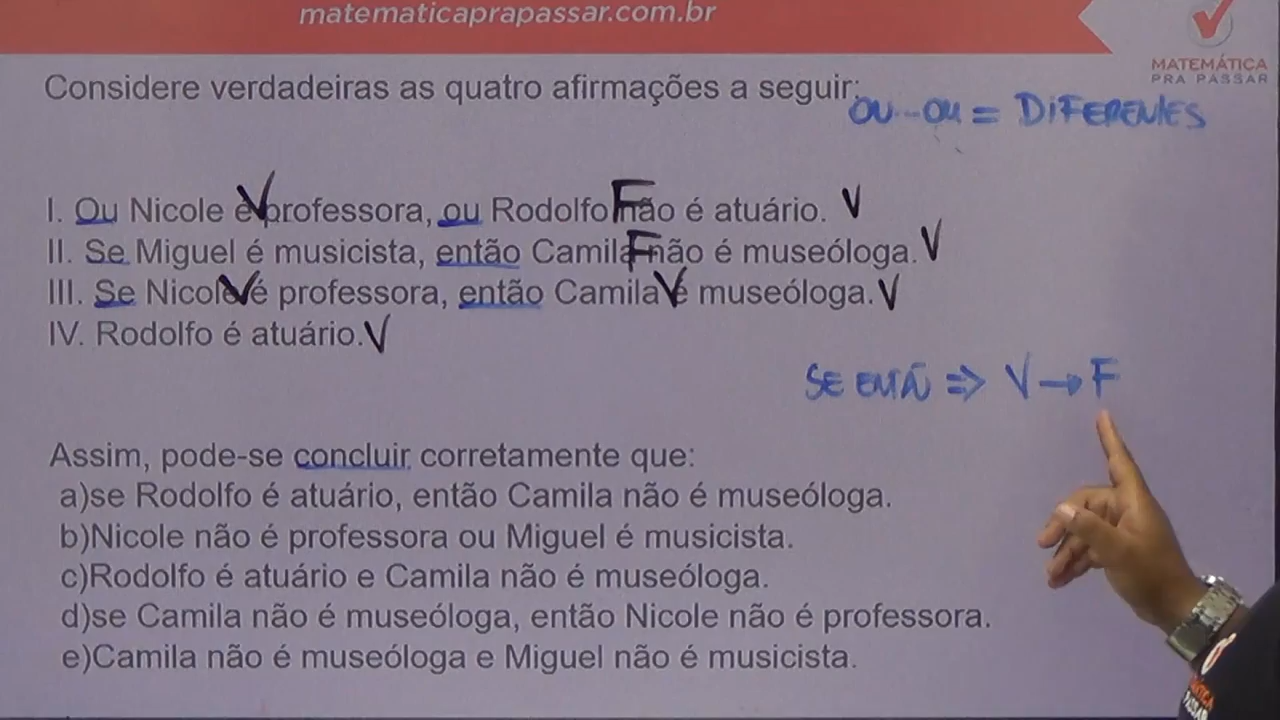 matematicaprapassar.com.br
MATEMÁTICA
PRA PASSAR
Considere verdadeiras as quatro afirmações a seguir:
OU--OU = DIFERENTES
I. Ou Nicole é V professora, ou Rodolfo F não é atuário. V
II. Se Miguel é musicista, então Camila F não é museóloga. V
III. Se Nicole V é professora, então Camila V é museóloga. V
IV. Rodolfo é atuário. V
SE ENTÃO => V → F
Assim, pode-se concluir corretamente que:
a)se Rodolfo é atuário, então Camila não é museóloga.
b)Nicole não é professora ou Miguel é musicista.
c)Rodolfo é atuário e Camila não é museóloga.
d)se Camila não é museóloga, então Nicole não é professora.
e)Camila não é museóloga e Miguel não é musicista.